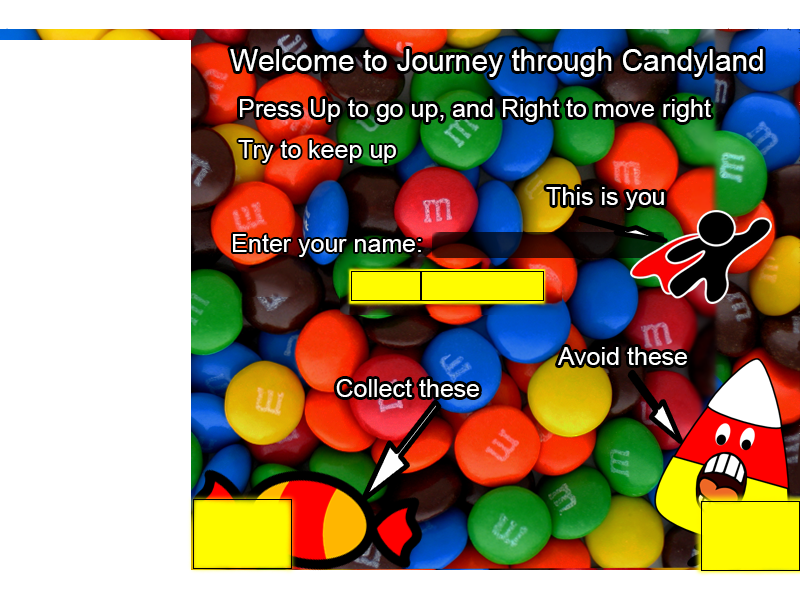 Welcome to Journey through Candyland
Press Up to go up, and Right to move right
Try to keep up
This is you
Enter your name:
Avoid these
Collect these
m
m
m
m
m
m
m